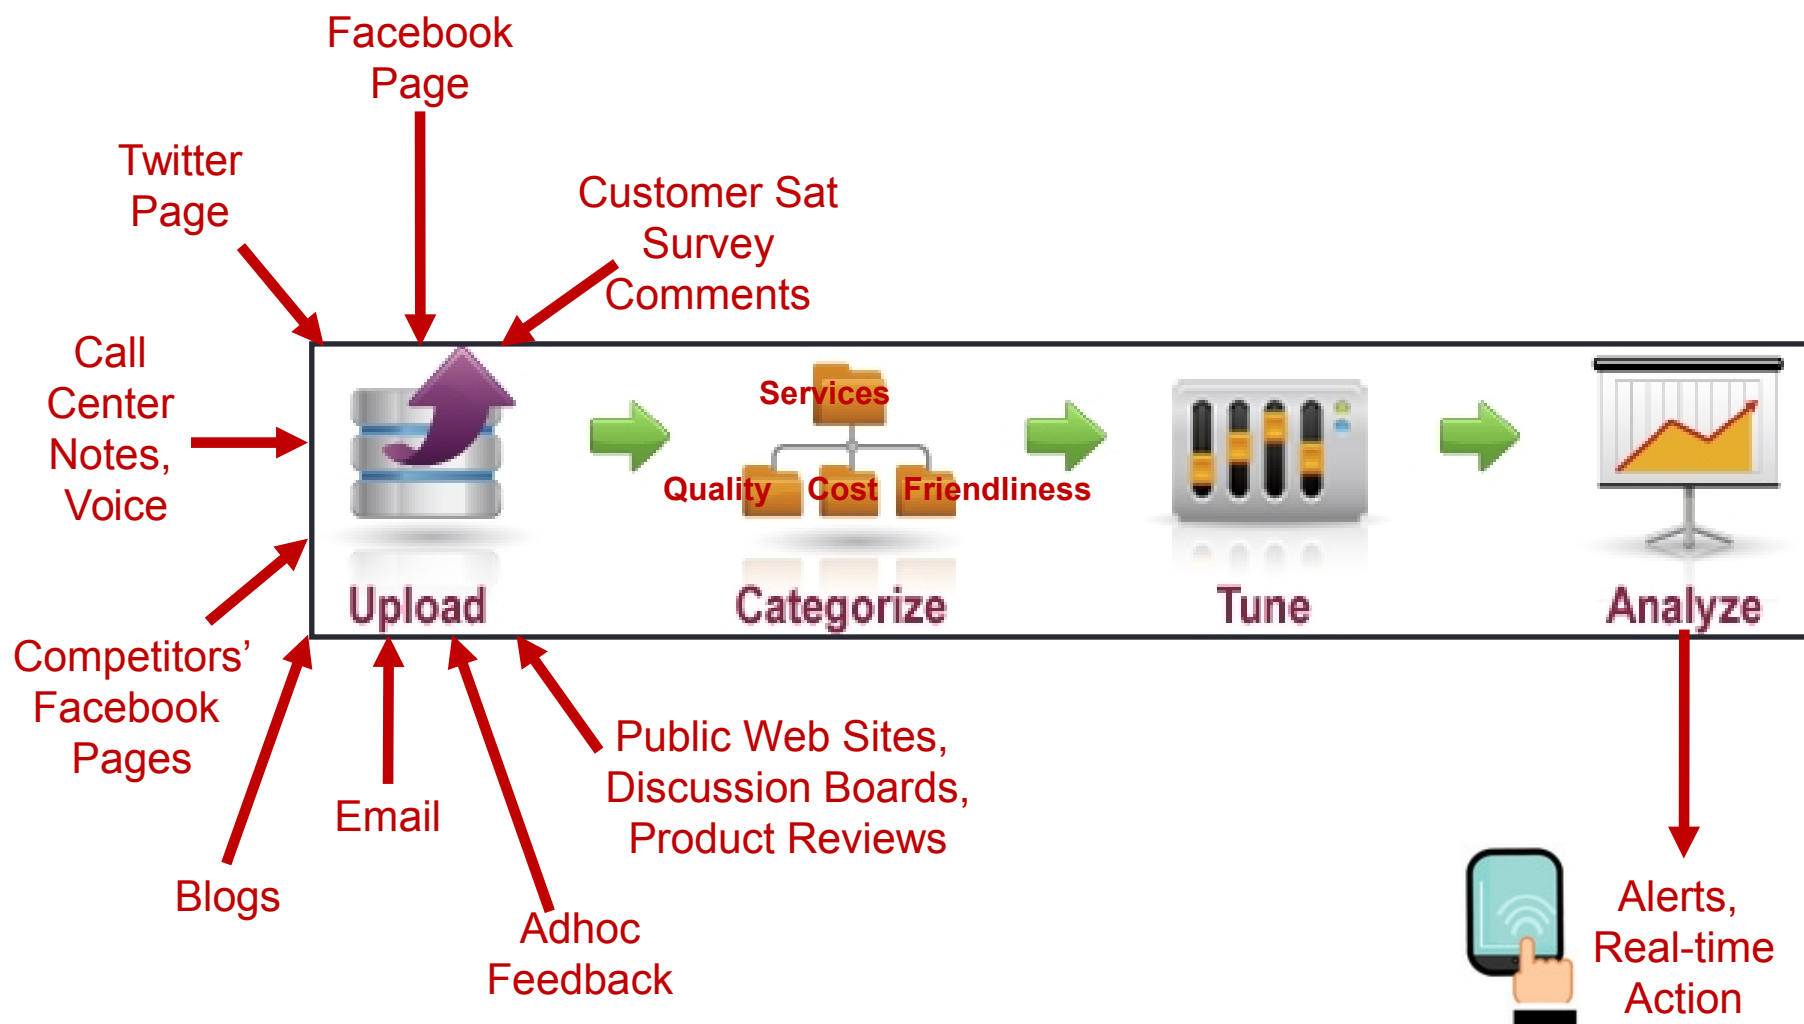 Facebook
Page
Twitter
Page
Customer Sat
Survey
Comments
Call
Center
Notes,
Voice
Services
Quality
Cost
Friendliness
Upload
Categorize
Tune
Analyze
Competitors’
Facebook
Pages
Public Web Sites,
Discussion Boards,
Product Reviews
Email
Blogs
Adhoc
Feedback
Alerts,
Real-time
Action